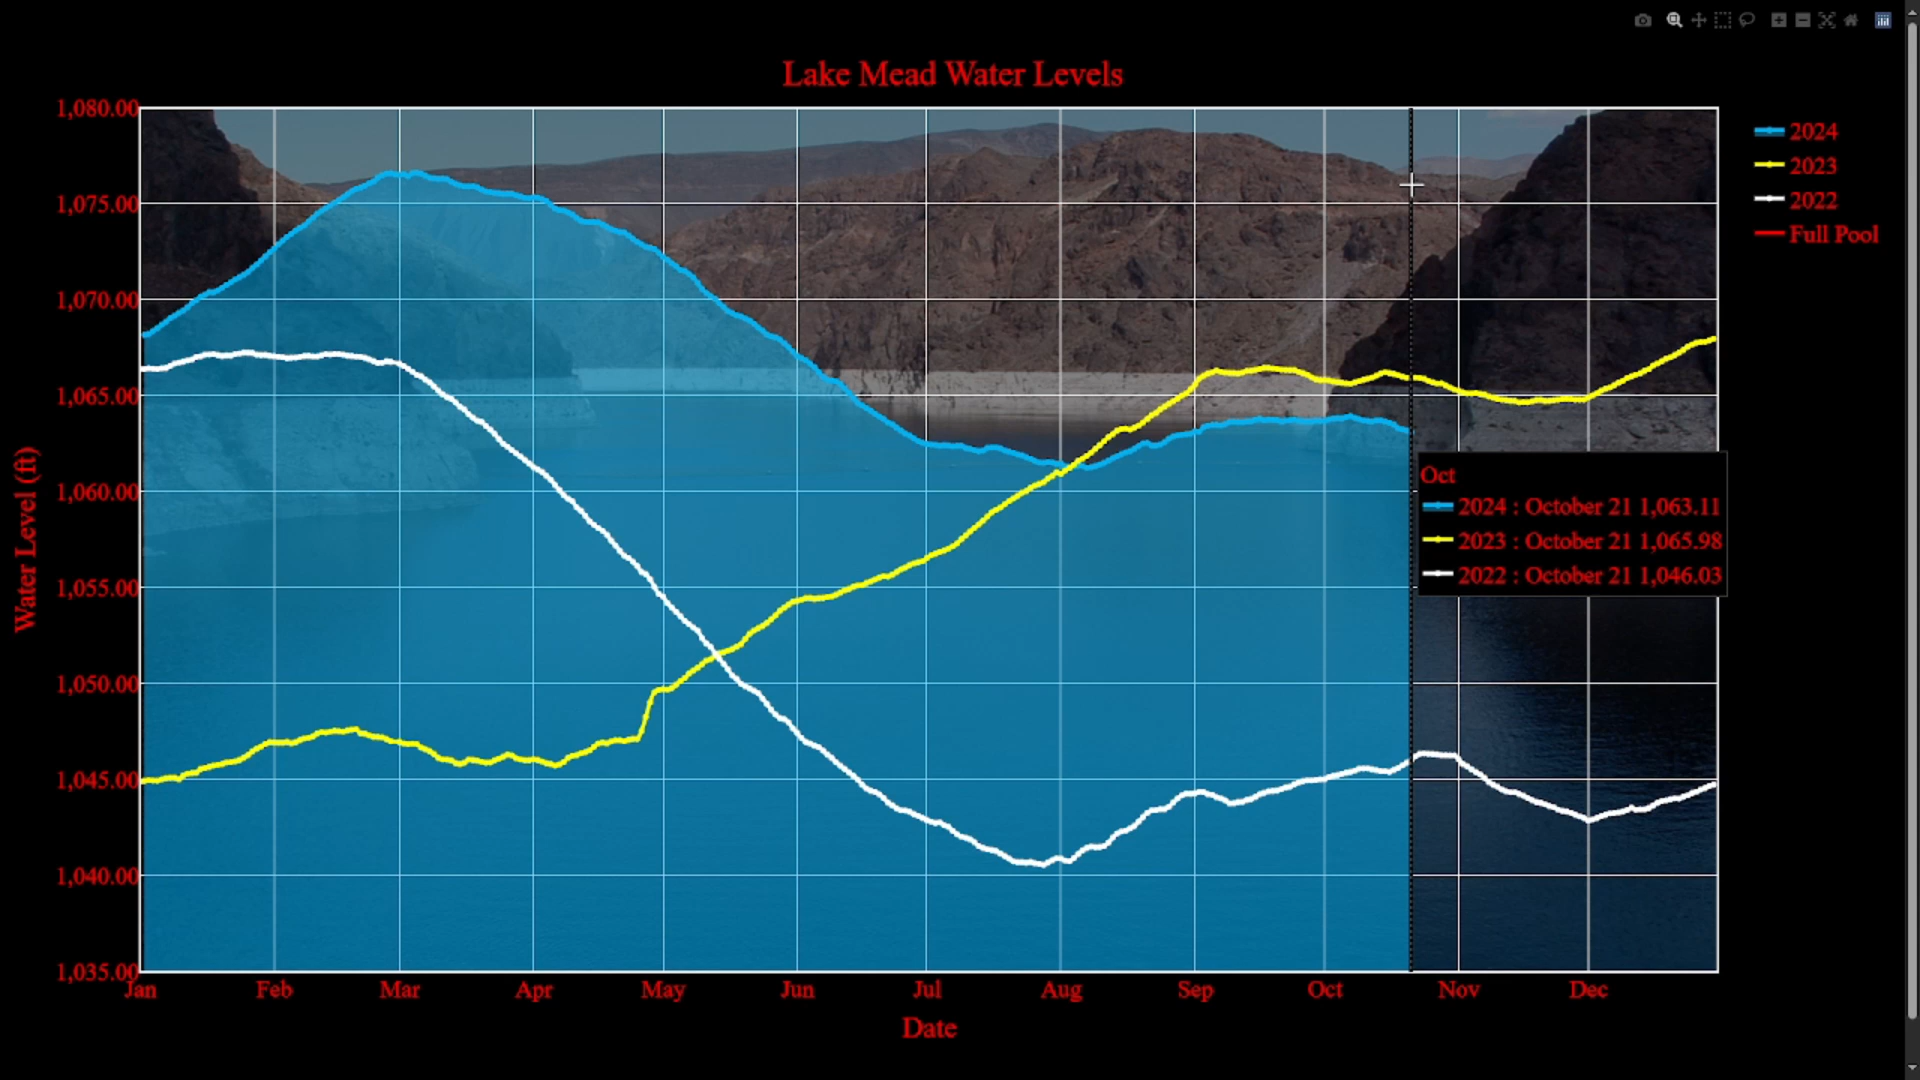 Lake Mead Water Levels
1,080.00
1,075.00
1,070.00
1,065.00
1,060.00
1,055.00
1,050.00
1,045.00
1,040.00
1,035.00
Water Level (ft)
2024
2023
2022
Full Pool
Oct
2024 : October 21 1,063.11
2023 : October 21 1,065.98
2022 : October 21 1,046.03
Jan Feb Mar Apr May Jun Jul Aug Sep Oct Nov Dec
Date